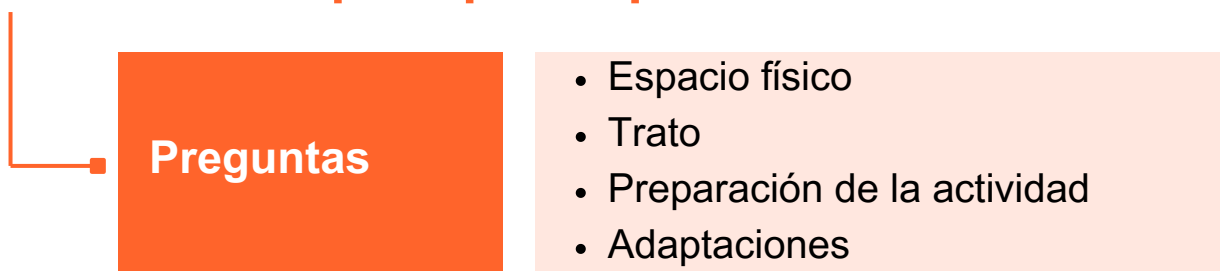 Preguntas
• Espacio físico
• Trato
• Preparación de la actividad
• Adaptaciones